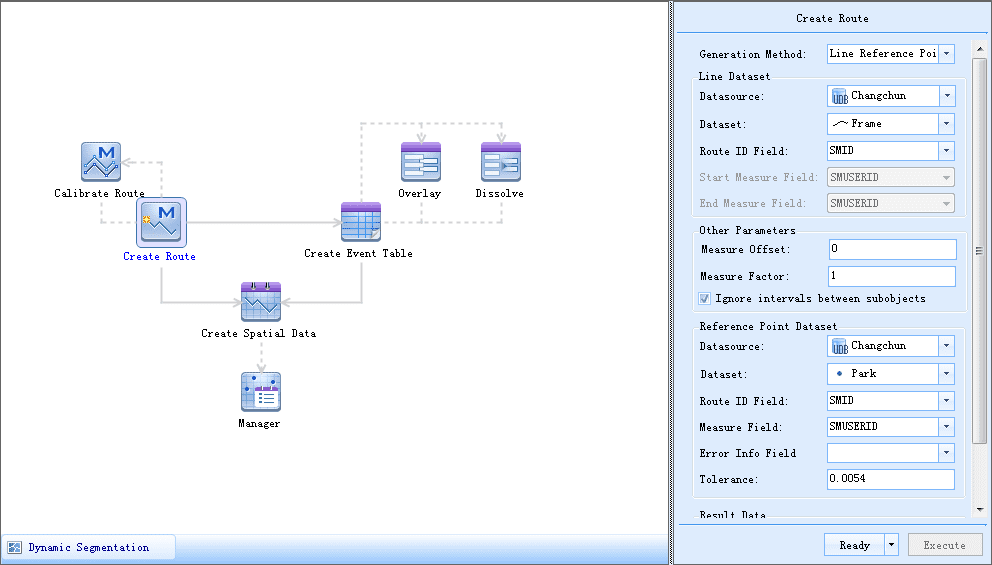 Calibrate Route
Overlay
Dissolve
Create Route
Create Event Table
Create Spatial Data
Manager
Dynamic Segmentation
Create Route
Generation Method: Line Reference Poi
Line Dataset
Datasource: UDB Changchun
Dataset: Frame
Route ID Field: SMID
Start Measure Field: SMUSERID
End Measure Field: SMUSERID
Other Parameters
Measure Offset: 0
Measure Factor: 1
Ignore intervals between subobjects
Reference Point Dataset
Datasource: UDB Changchun
Dataset: Park
Route ID Field: SMID
Measure Field: SMUSERID
Error Info Field
Tolerance: 0.0054
Result Data
Ready Execute